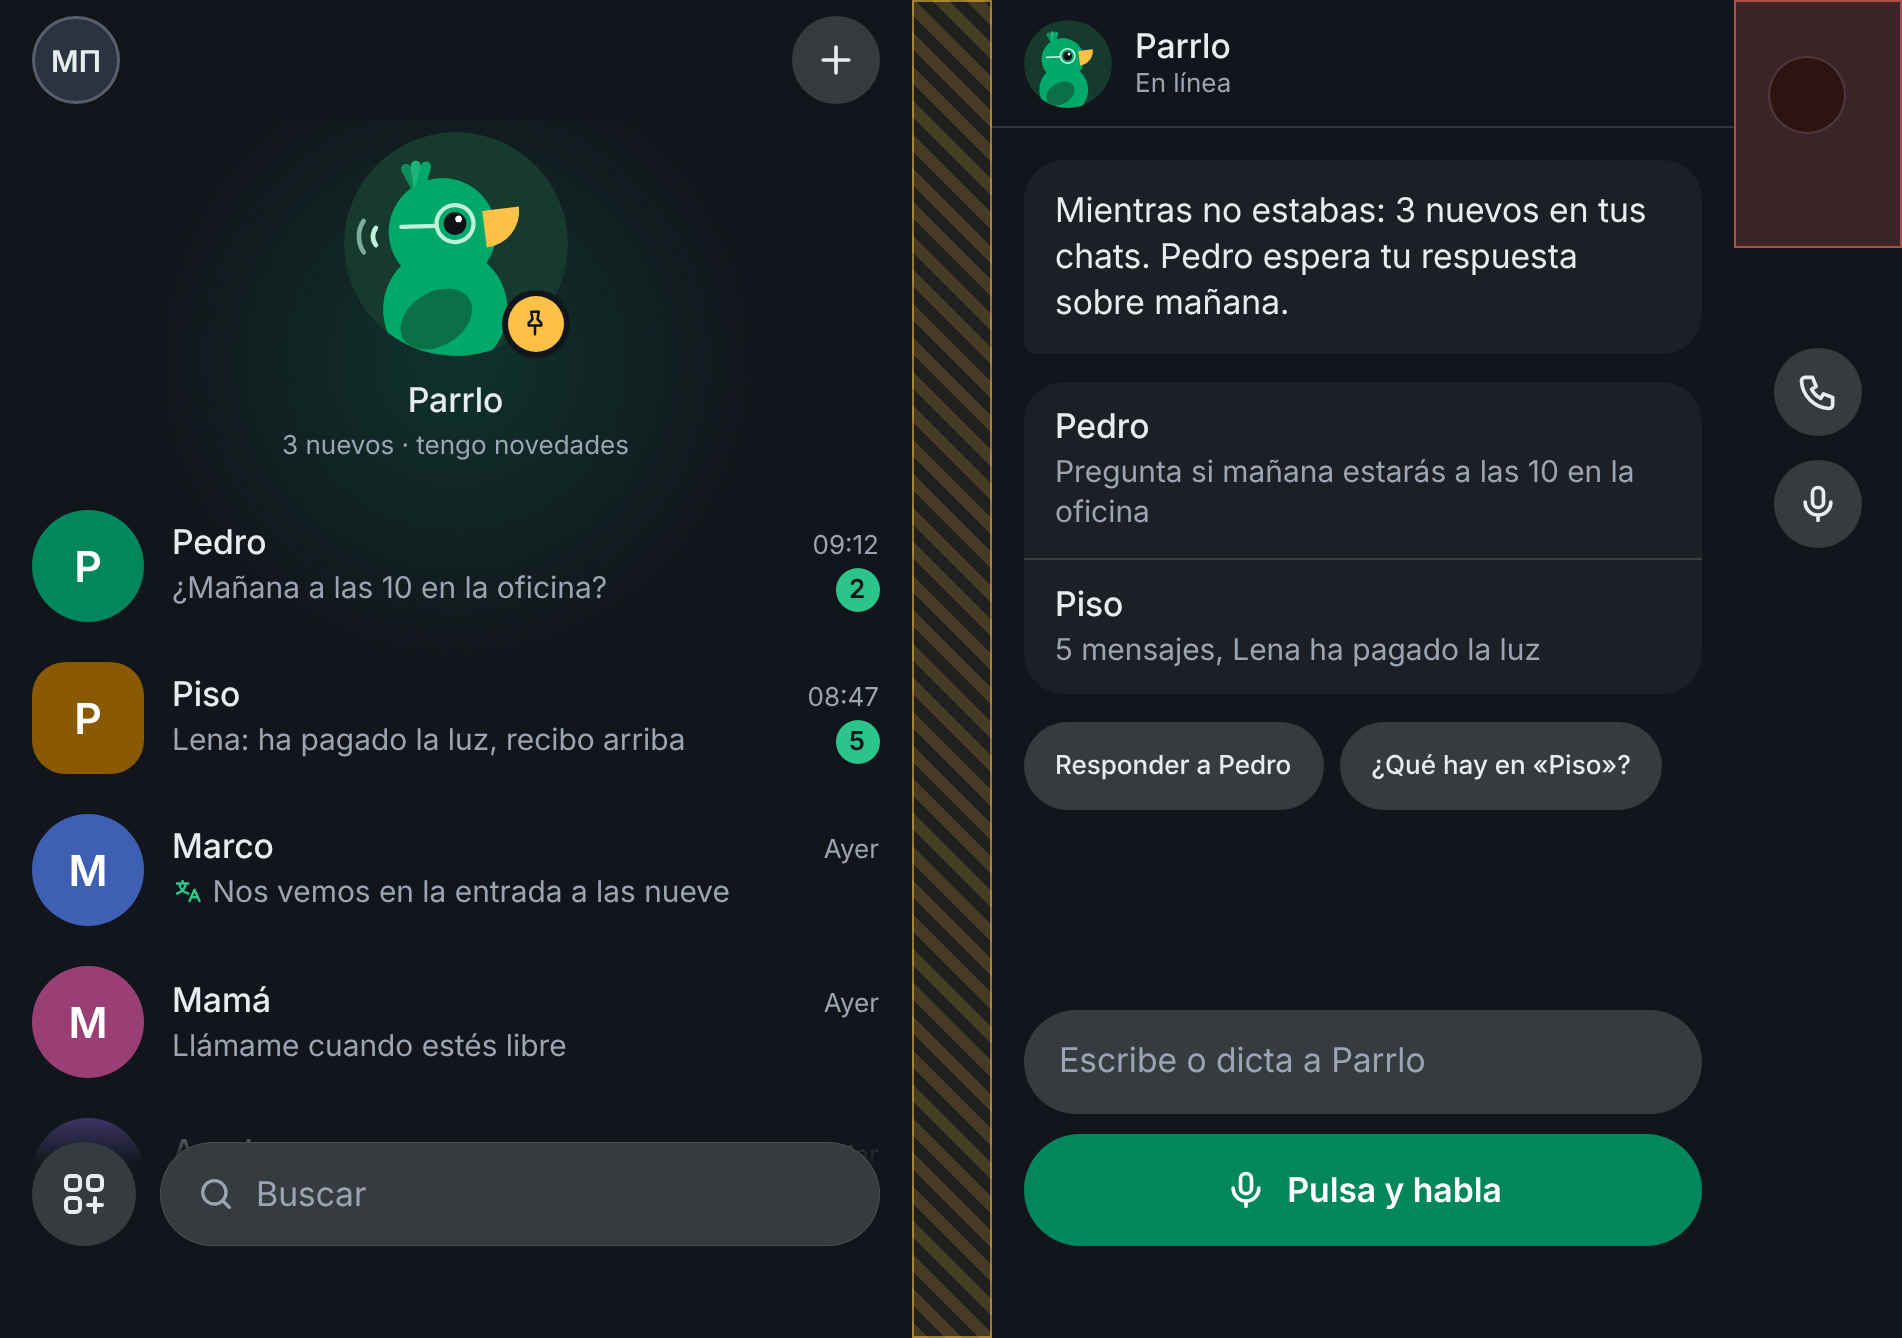 МП
Parrlo
3 nuevos · tengo novedades
P
Pedro
09:12
¿Mañana a las 10 en la oficina?
2
P
Piso
08:47
Lena: ha pagado la luz, recibo arriba
5
M
Marco
Ayer
Nos vemos en la entrada a las nueve
M
Mamá
Ayer
Llámame cuando estés libre
Buscar
Parrlo
En línea
Mientras no estabas: 3 nuevos en tus
chats. Pedro espera tu respuesta
sobre mañana.
Pedro
Pregunta si mañana estarás a las 10 en la
oficina
Piso
5 mensajes, Lena ha pagado la luz
Responder a Pedro
¿Qué hay en «Piso»?
Escribe o dicta a Parrlo
Pulsa y habla